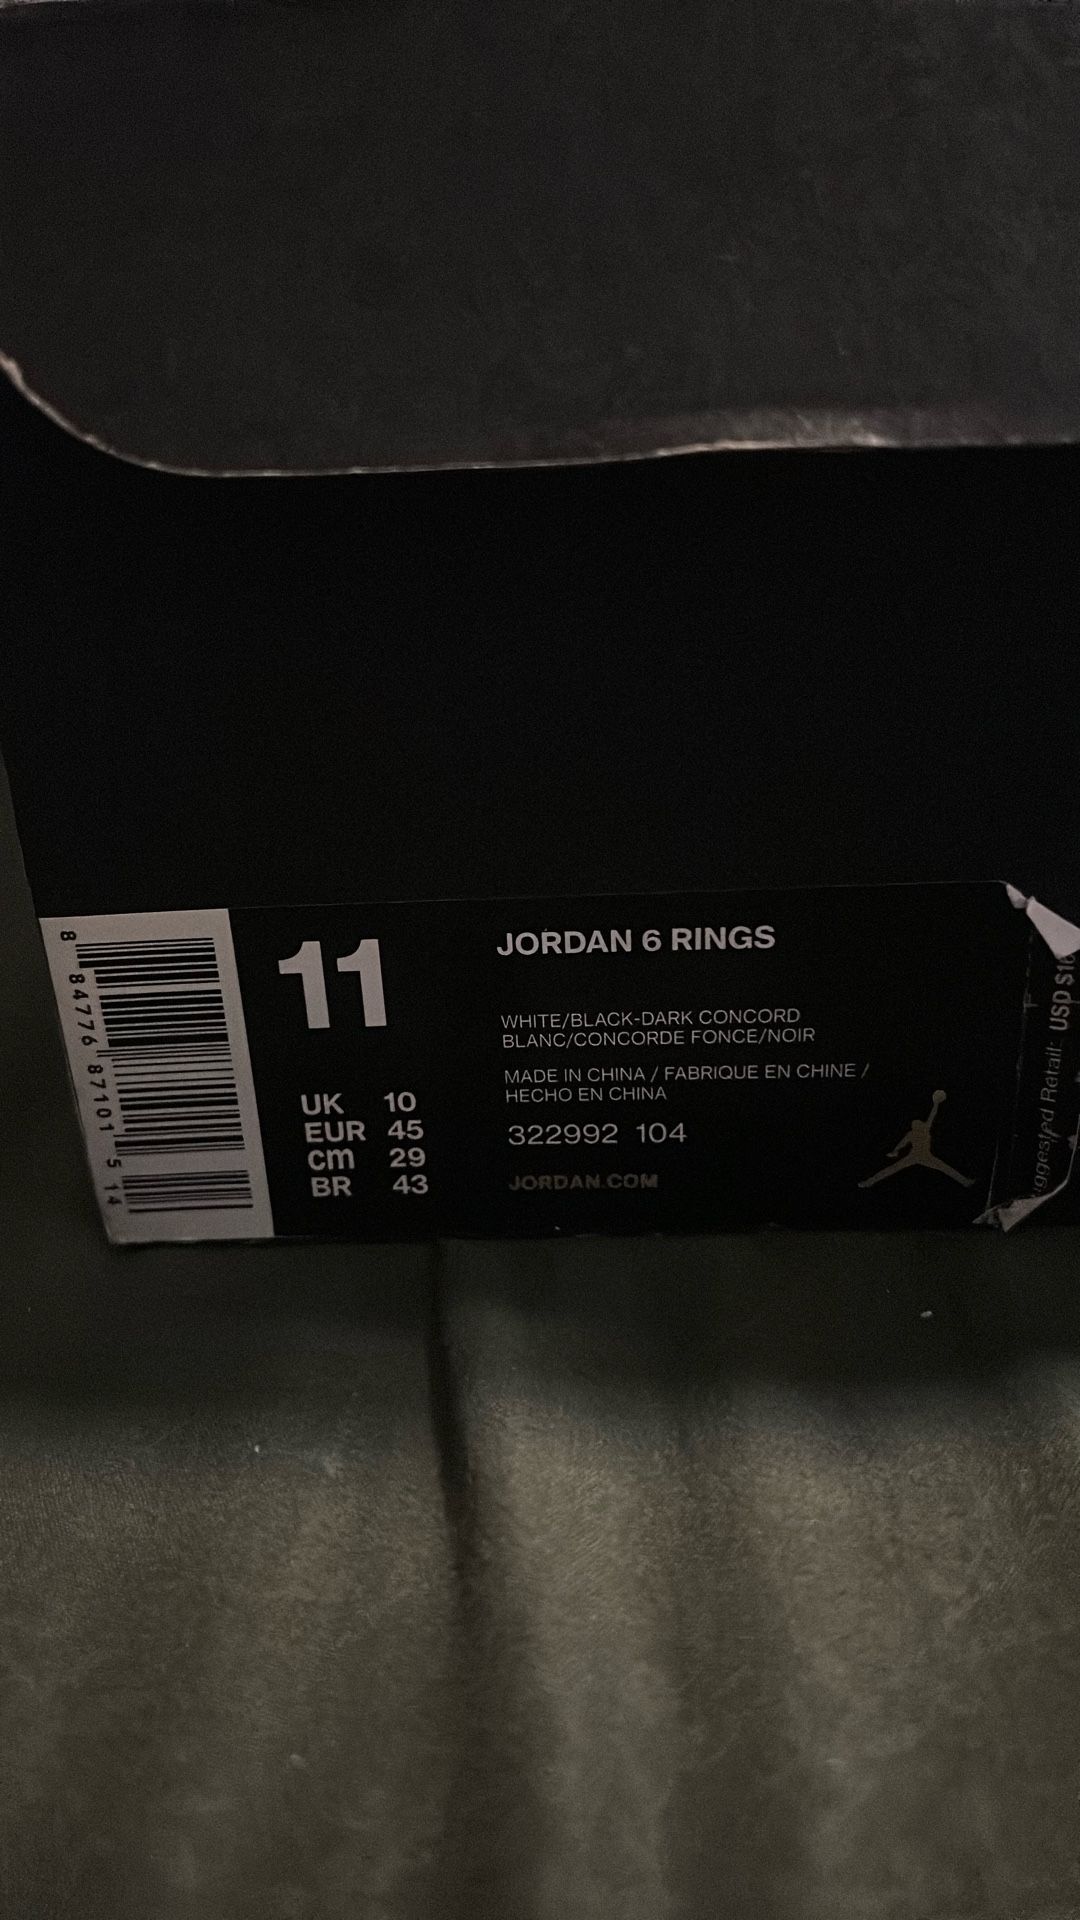 8 84776 87101 5 14
11
JORDAN 6 RINGS
WHITE/BLACK-DARK CONCORD
BLANC/CONCORDE FONCE/NOIR
MADE IN CHINA / FABRIQUE EN CHINE /
HECHO EN CHINA
322992 104
JORDAN.COM
UK 10
EUR 45
cm 29
BR 43
Retail: USD